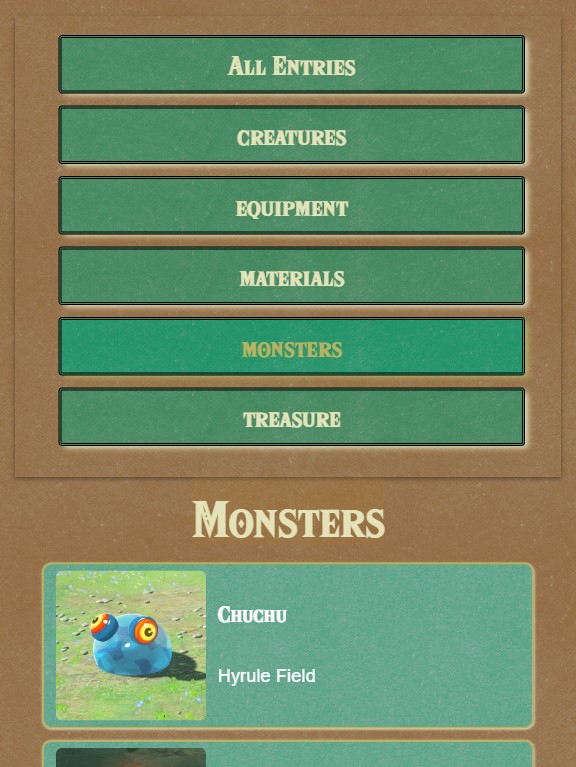 All Entries
creatures
equipment
materials
monsters
treasure
Monsters
Chuchu
Hyrule Field